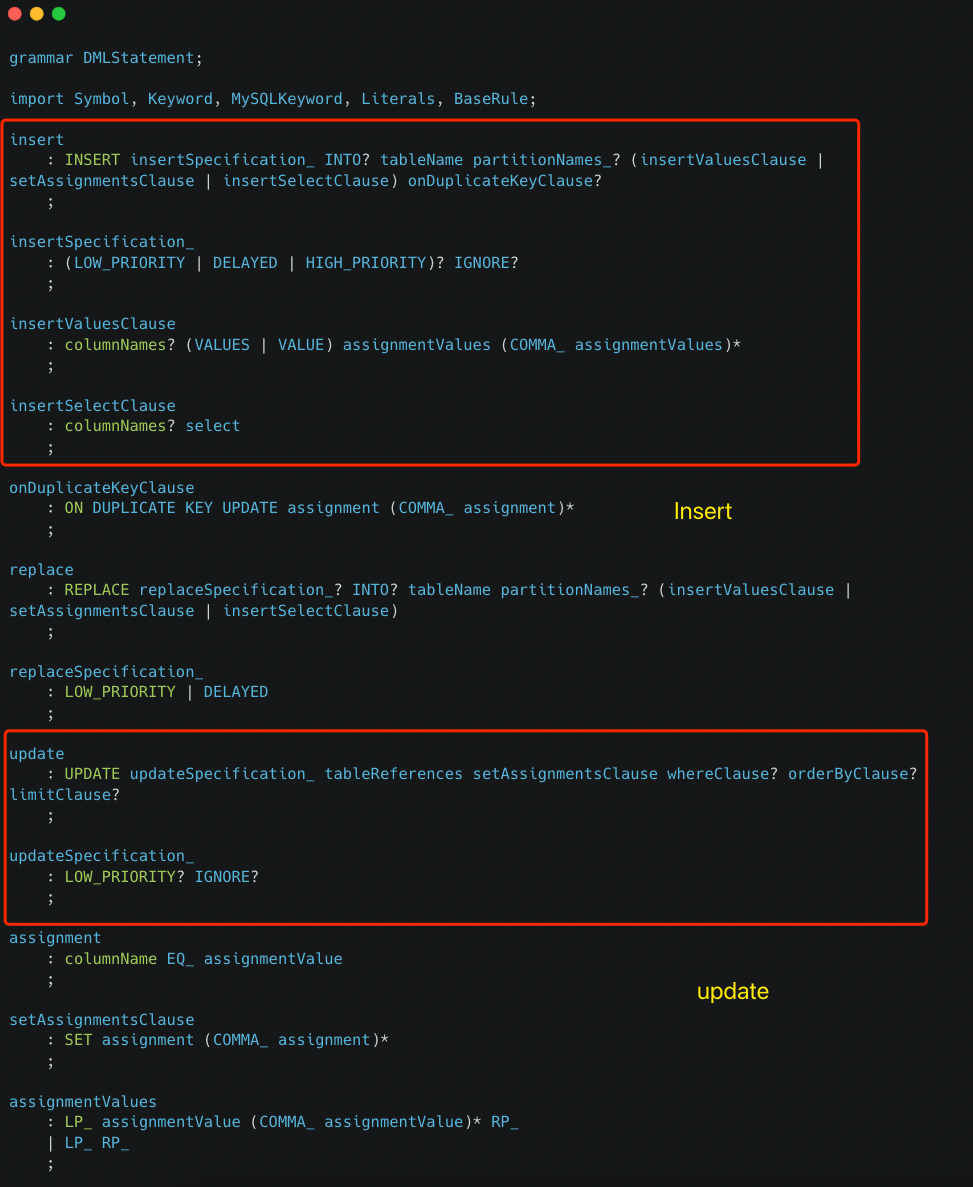 grammar DMLStatement;
import Symbol, Keyword, MySQLKeyword, Literals, BaseRule;
insert
    : INSERT insertSpecification_ INTO? tableName partitionNames_? (insertValuesClause |
setAssignmentsClause | insertSelectClause) onDuplicateKeyClause?
    ;
insertSpecification_
    : (LOW_PRIORITY | DELAYED | HIGH_PRIORITY)? IGNORE?
    ;
insertValuesClause
    : columnNames? (VALUES | VALUE) assignmentValues (COMMA_ assignmentValues)*
    ;
insertSelectClause
    : columnNames? select
    ;
onDuplicateKeyClause
    : ON DUPLICATE KEY UPDATE assignment (COMMA_ assignment)*
Insert
    ;
replace
    : REPLACE replaceSpecification_? INTO? tableName partitionNames_? (insertValuesClause |
setAssignmentsClause | insertSelectClause)
    ;
replaceSpecification_
    : LOW_PRIORITY | DELAYED
    ;
update
    : UPDATE updateSpecification_ tableReferences setAssignmentsClause whereClause? orderByClause?
limitClause?
    ;
updateSpecification_
    : LOW_PRIORITY? IGNORE?
    ;
assignment
    : columnName EQ_ assignmentValue
    ;
update
setAssignmentsClause
    : SET assignment (COMMA_ assignment)*
    ;
assignmentValues
    : LP_ assignmentValue (COMMA_ assignmentValue)* RP_
    | LP_ RP_
    ;